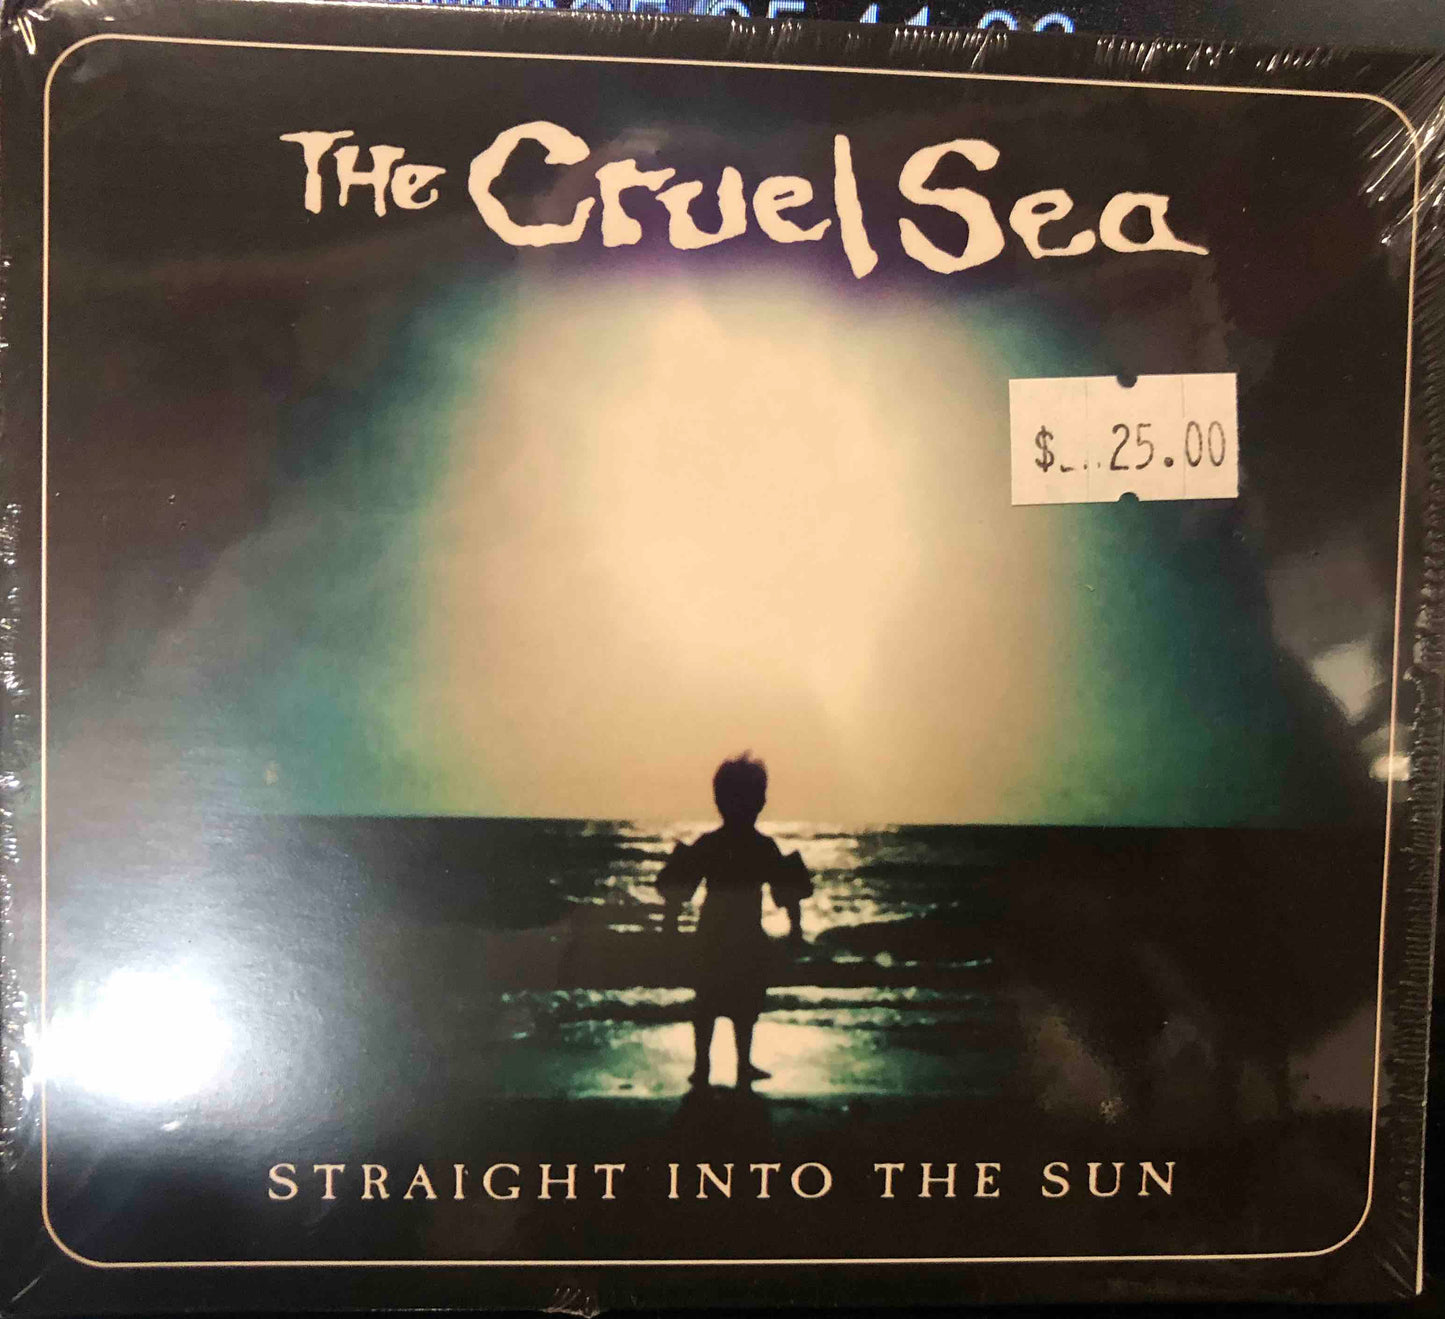 THe Cruel Sea
$ 25.00
STRAIGHT INTO THE SUN